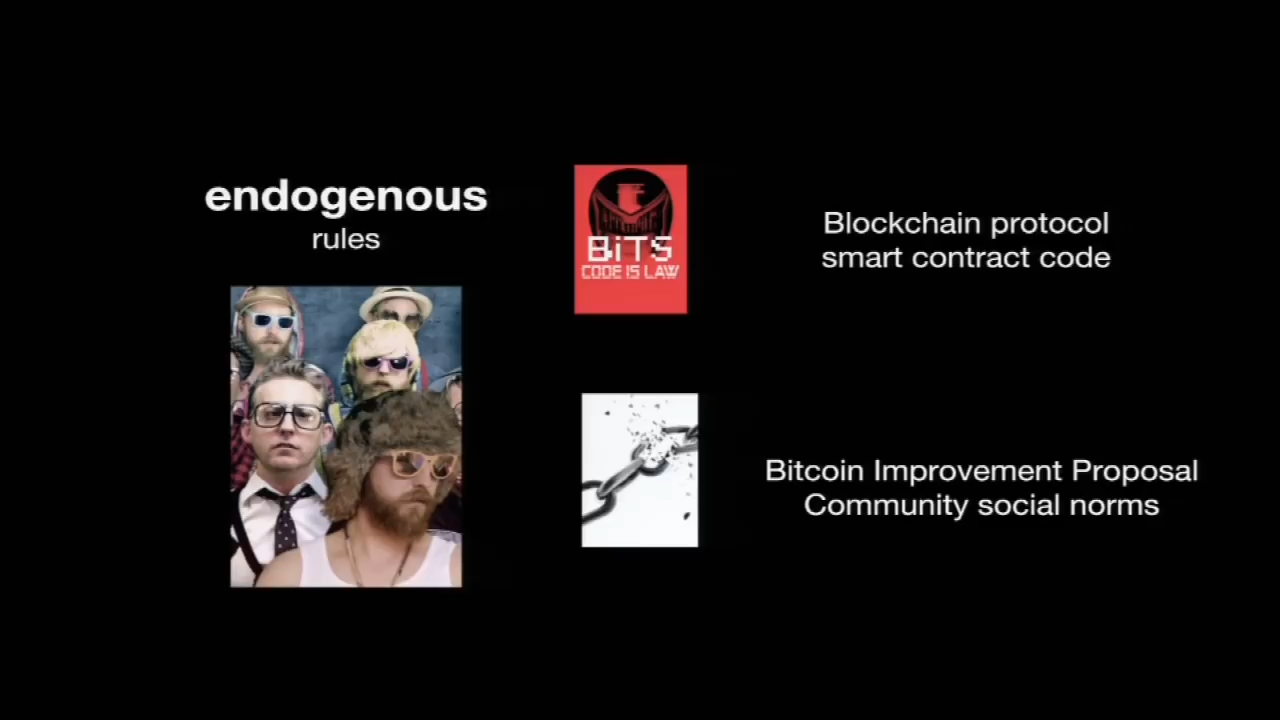 endogenous
rules
BiTS
CODE IS LAW
Blockchain protocol
smart contract code
Bitcoin Improvement Proposal
Community social norms